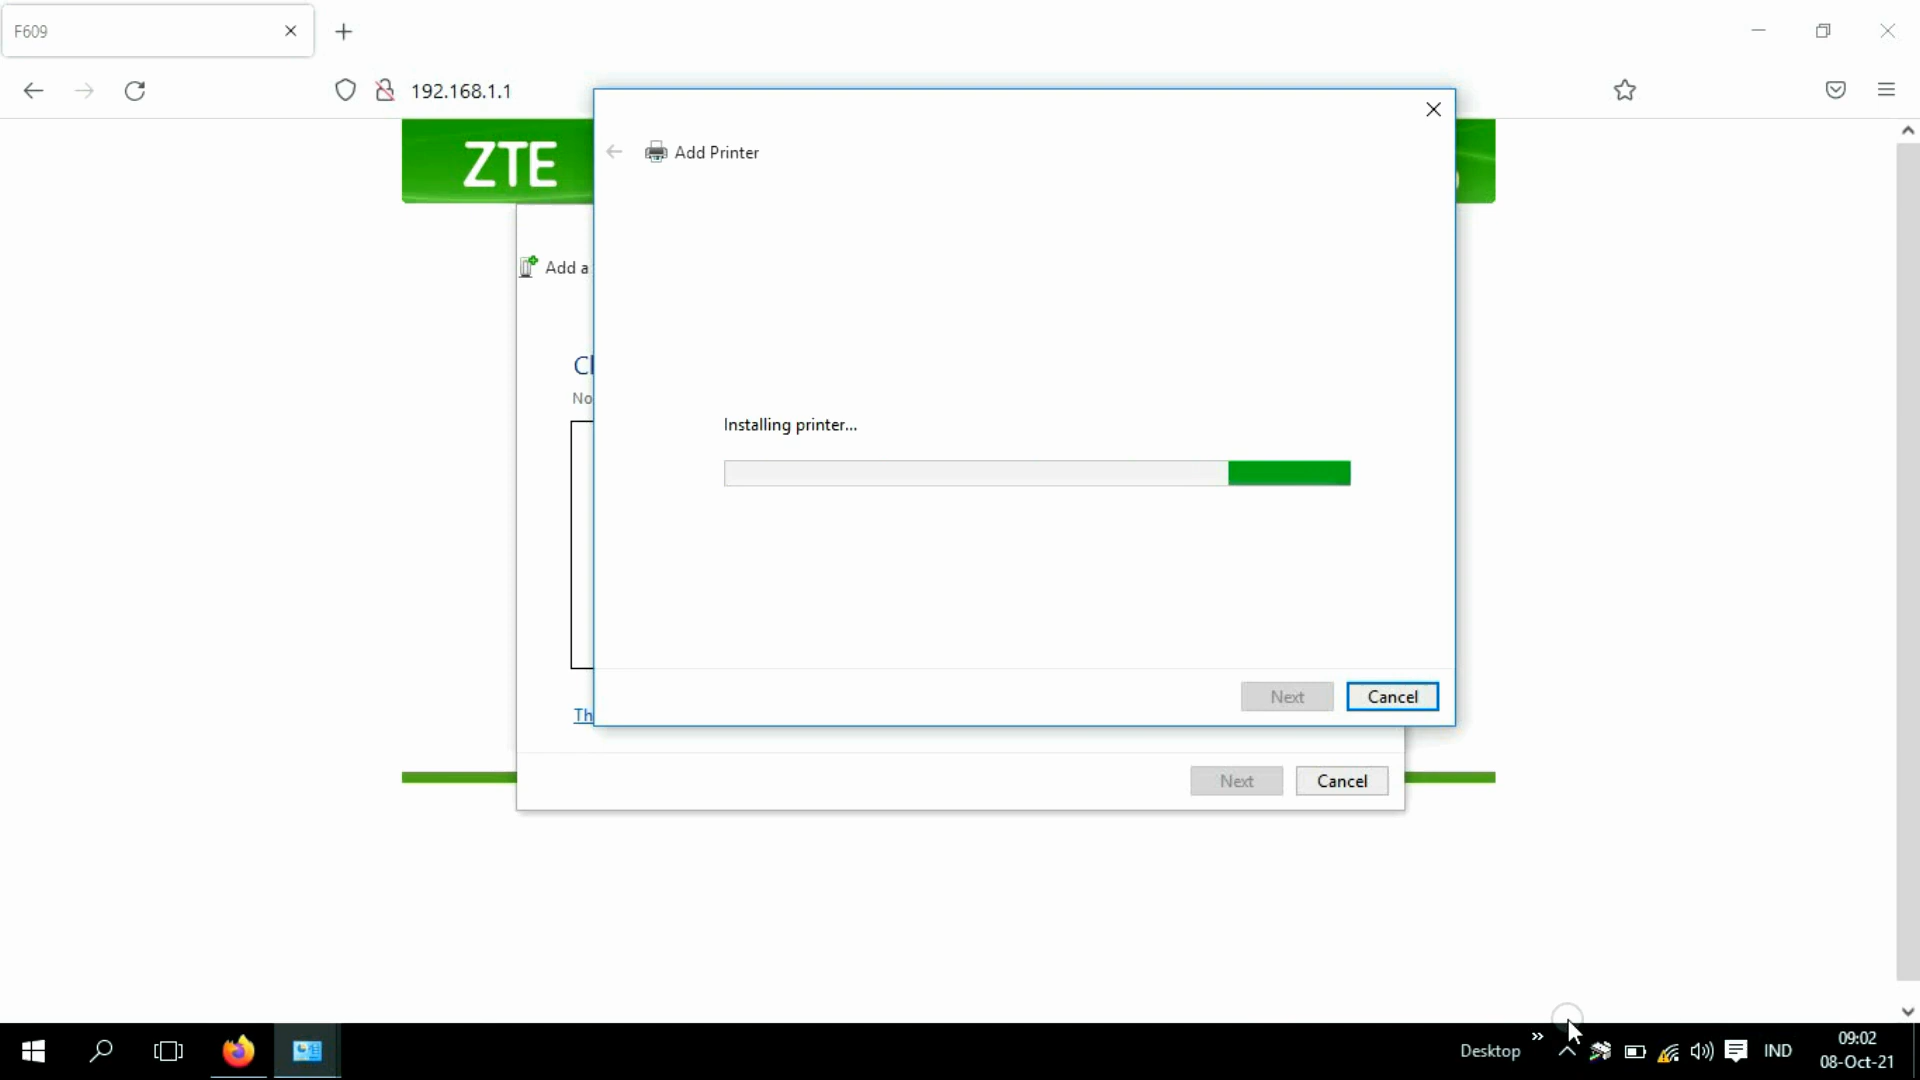 F609
192.168.1.1
ZTE
Add Printer
Add a
Cl
No
Installing printer...
Next
Cancel
Th
Next
Cancel
Desktop
IND
09:02
08-Oct-21